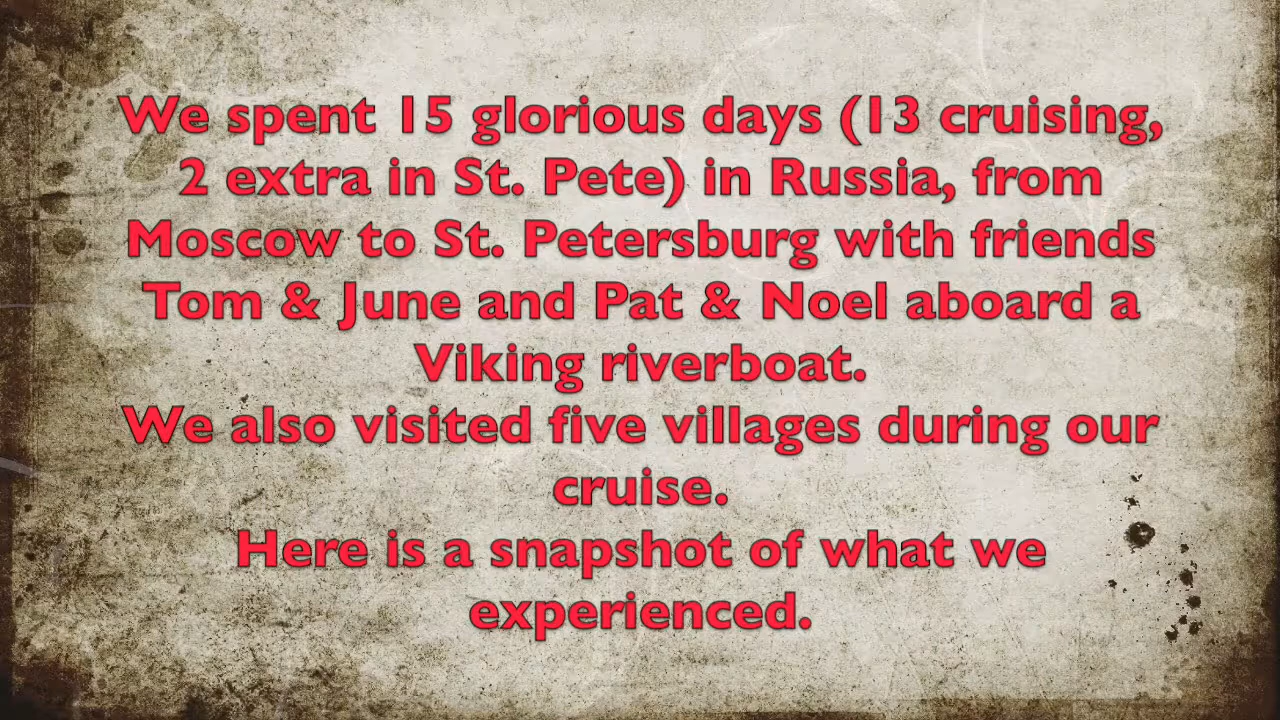 We spent 15 glorious days (13 cruising,
2 extra in St. Pete) in Russia, from
Moscow to St. Petersburg with friends
Tom & June and Pat & Noel aboard a
Viking riverboat.
We also visited five villages during our
cruise.
Here is a snapshot of what we
experienced.